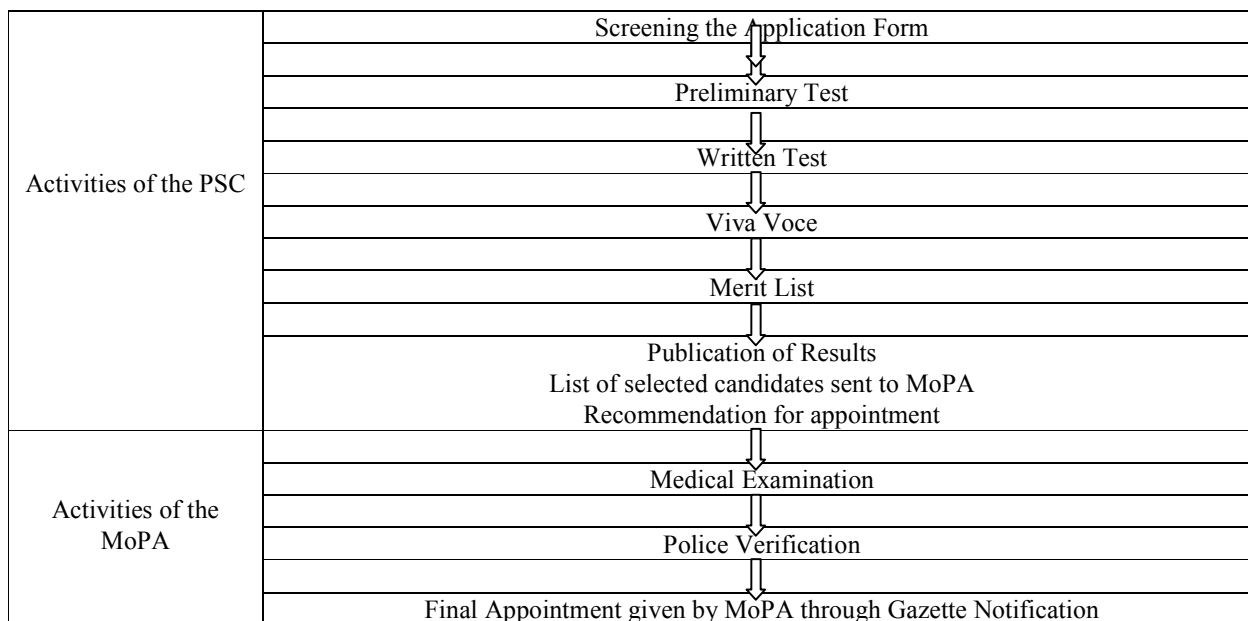 Screening the Application Form
Preliminary Test
Written Test
Activities of the PSC
Viva Voce
Merit List
Publication of Results
List of selected candidates sent to MoPA
Recommendation for appointment
Medical Examination
Activities of the
MoPA
Police Verification
Final Appointment given by MoPA through Gazette Notification